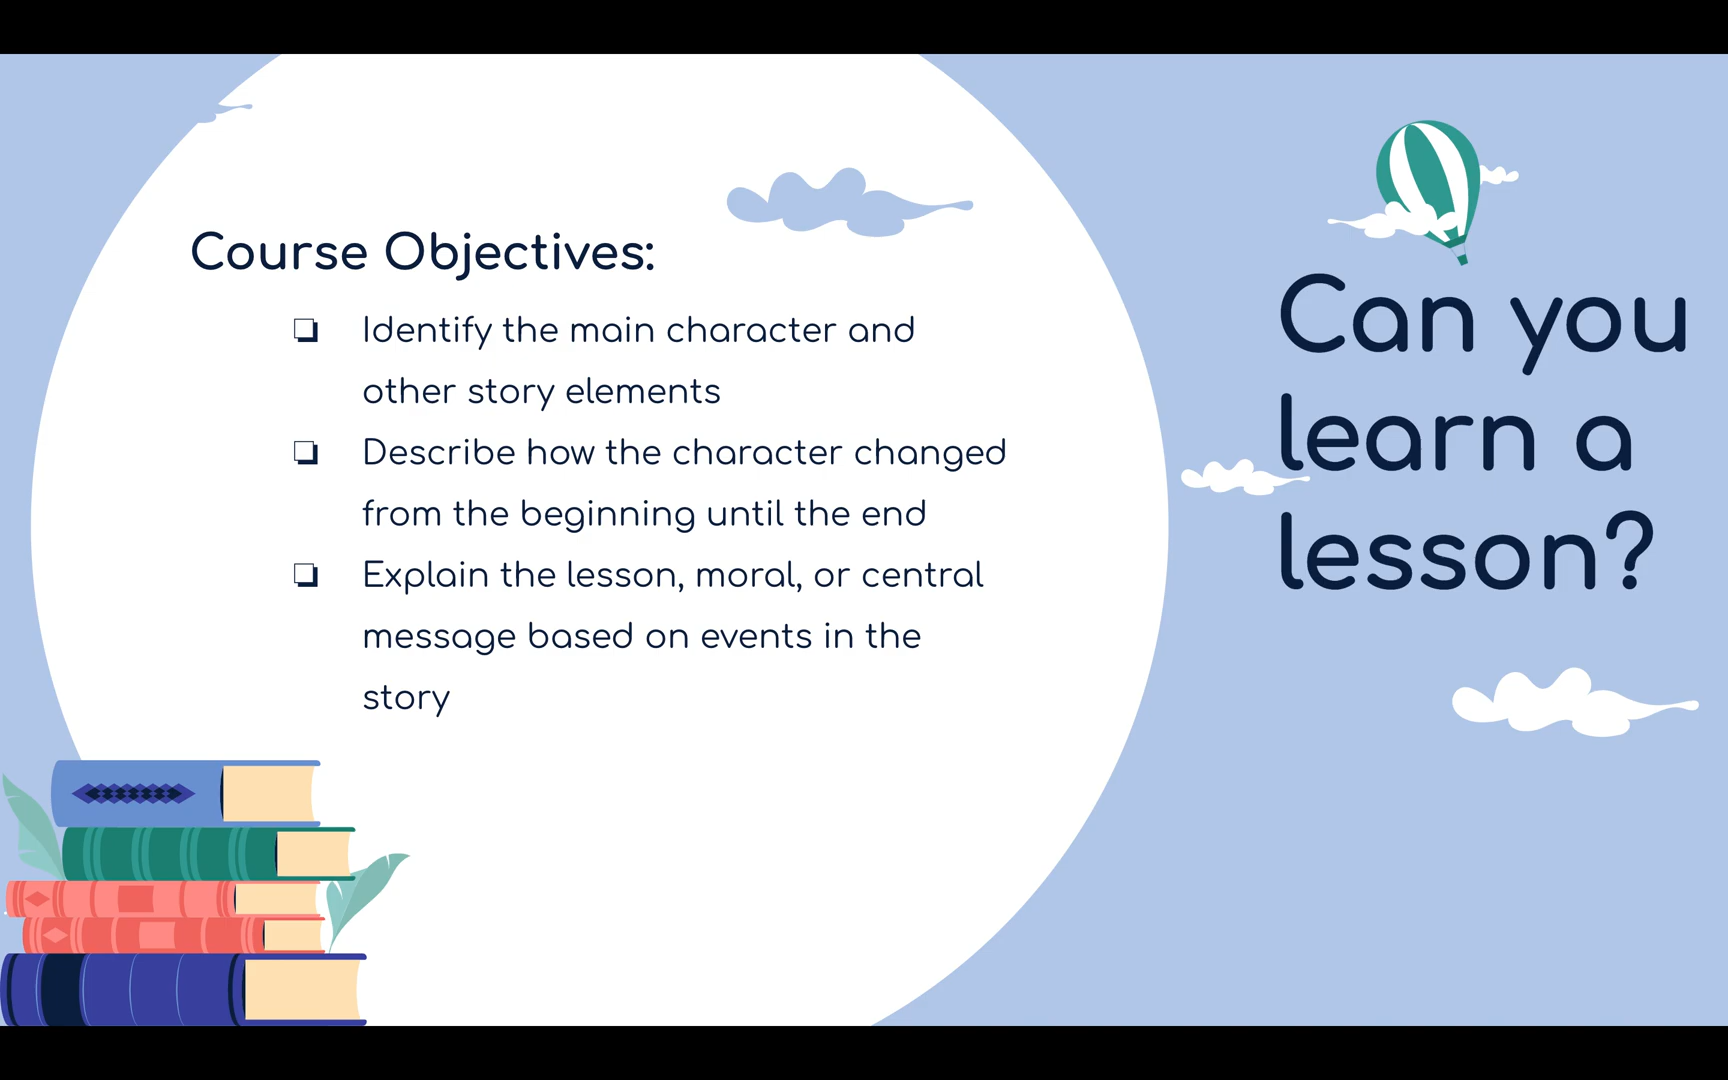 Course Objectives:
❏ Identify the main character and
other story elements
❏ Describe how the character changed
from the beginning until the end
❏ Explain the lesson, moral, or central
message based on events in the
story
Can you
learn a
lesson?